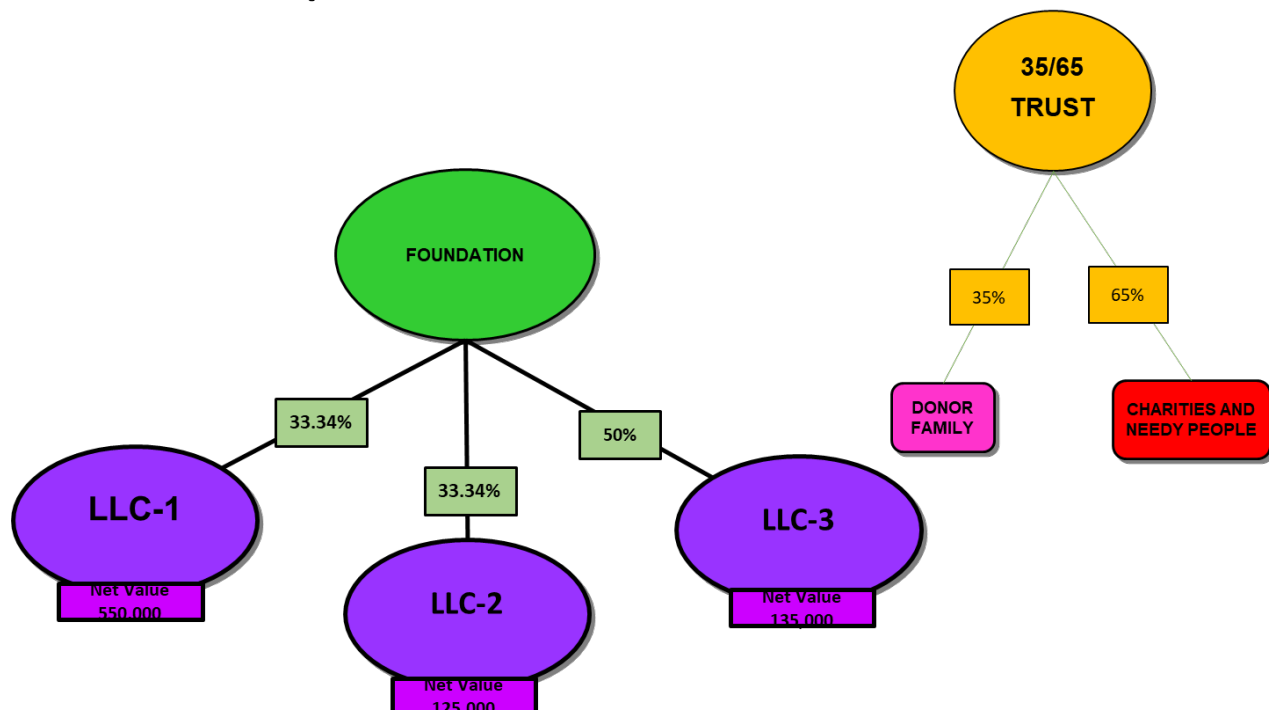 35/65
TRUST
FOUNDATION
35%
65%
DONOR
FAMILY
CHARITIES AND
NEEDY PEOPLE
33.34%
50%
33.34%
LLC-1
LLC-3
LLC-2
Net Value
550,000
Net Value
135,000
Net Value
125,000